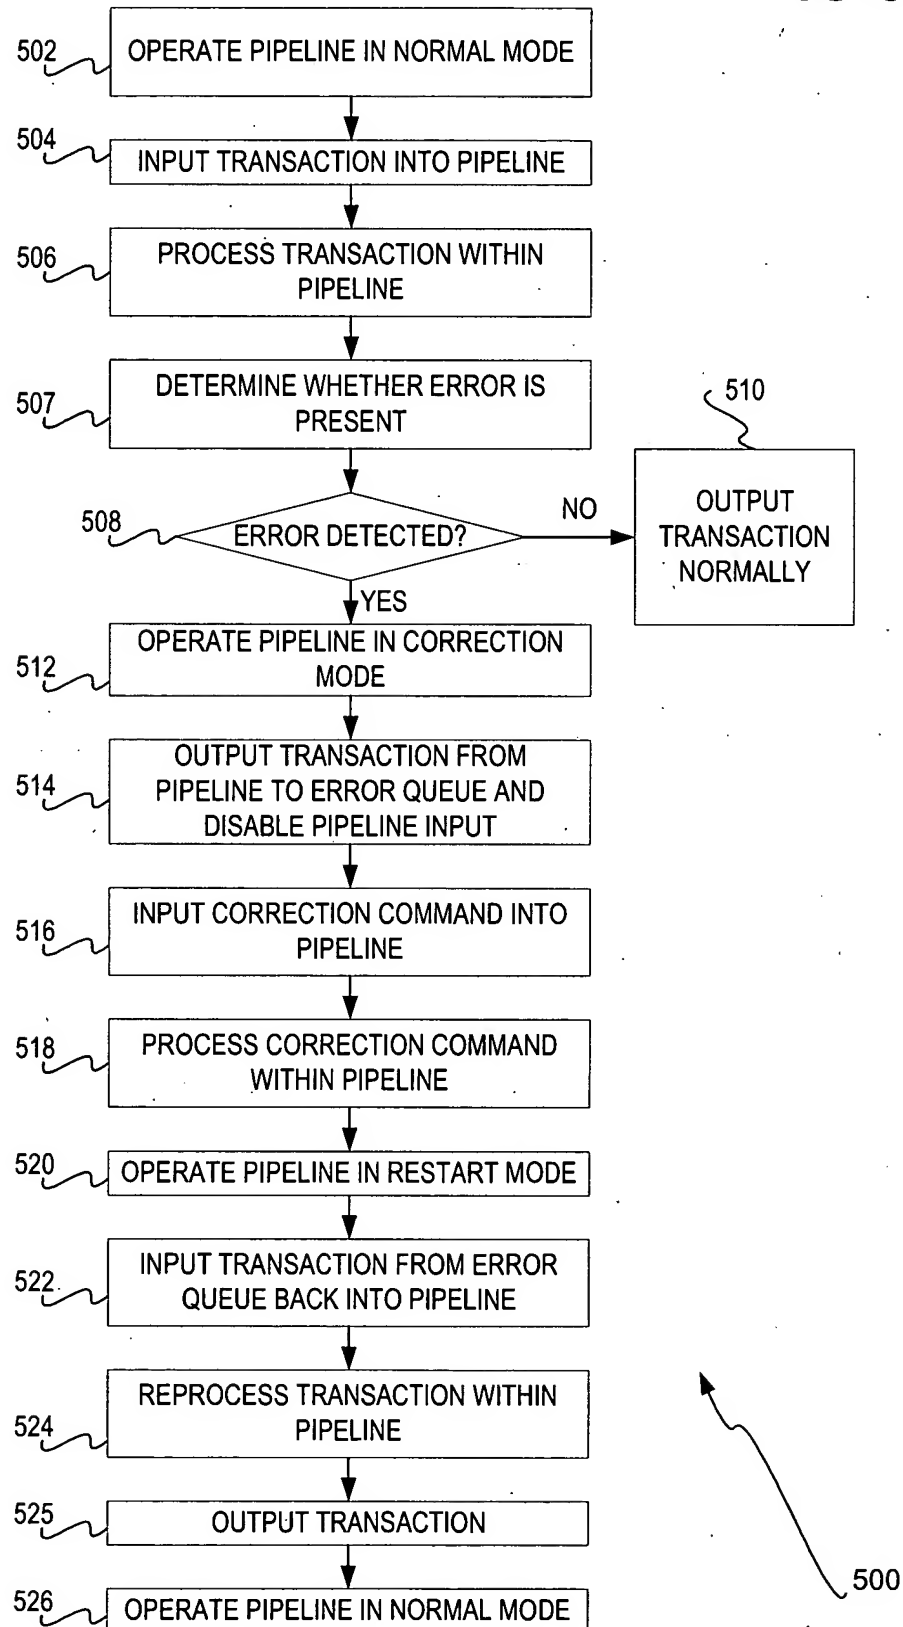 502
OPERATE PIPELINE IN NORMAL MODE
504
INPUT TRANSACTION INTO PIPELINE
506
PROCESS TRANSACTION WITHIN
PIPELINE
507
DETERMINE WHETHER ERROR IS
PRESENT
508
ERROR DETECTED?
NO
510
OUTPUT
TRANSACTION
NORMALLY
YES
512
OPERATE PIPELINE IN CORRECTION
MODE
514
OUTPUT TRANSACTION FROM
PIPELINE TO ERROR QUEUE AND
DISABLE PIPELINE INPUT
516
INPUT CORRECTION COMMAND INTO
PIPELINE
518
PROCESS CORRECTION COMMAND
WITHIN PIPELINE
520
OPERATE PIPELINE IN RESTART MODE
522
INPUT TRANSACTION FROM ERROR
QUEUE BACK INTO PIPELINE
524
REPROCESS TRANSACTION WITHIN
PIPELINE
525
OUTPUT TRANSACTION
526
OPERATE PIPELINE IN NORMAL MODE
500